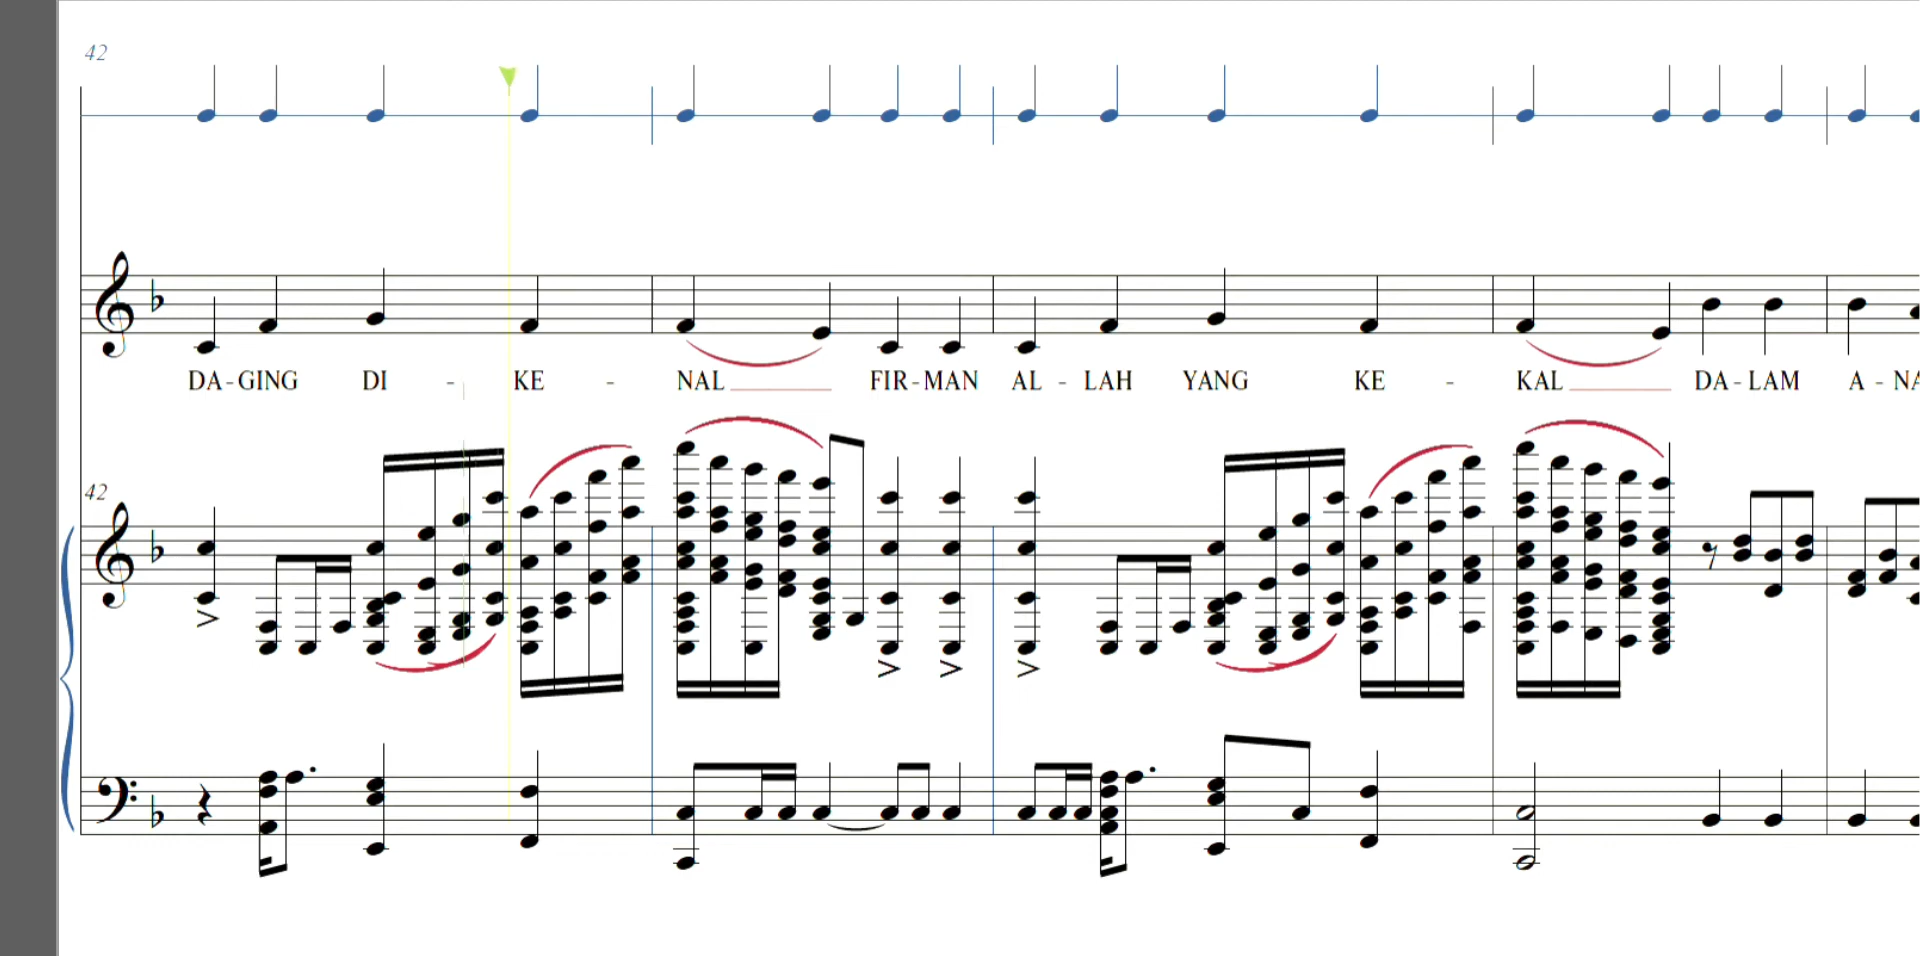 42
DA-GING DI - KE - NAL FIR-MAN AL - LAH YANG KE - KAL DA-LAM A - NA
42